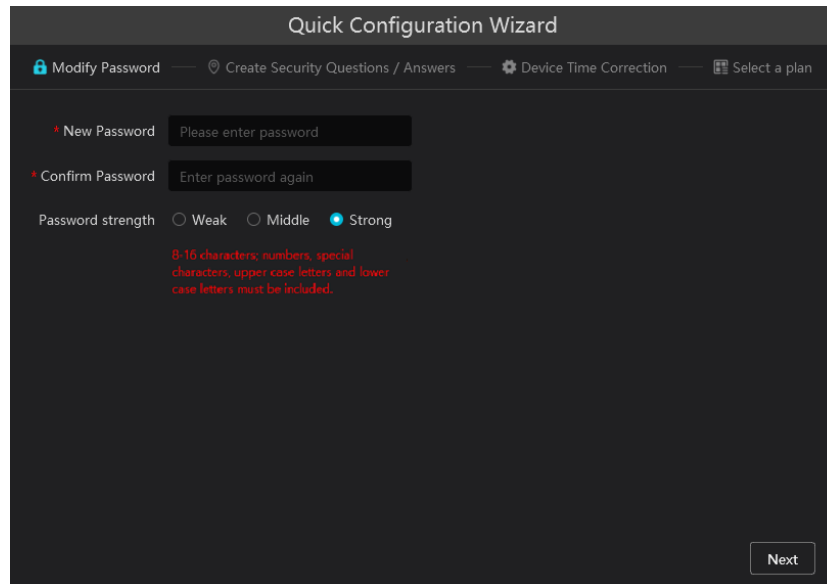 Quick Configuration Wizard
Modify Password Create Security Questions / Answers Device Time Correction Select a plan
* New Password Please enter password
* Confirm Password Enter password again
Password strength Weak Middle Strong
8-16 characters; numbers, special
characters, upper case letters and lower
case letters must be included.
Next